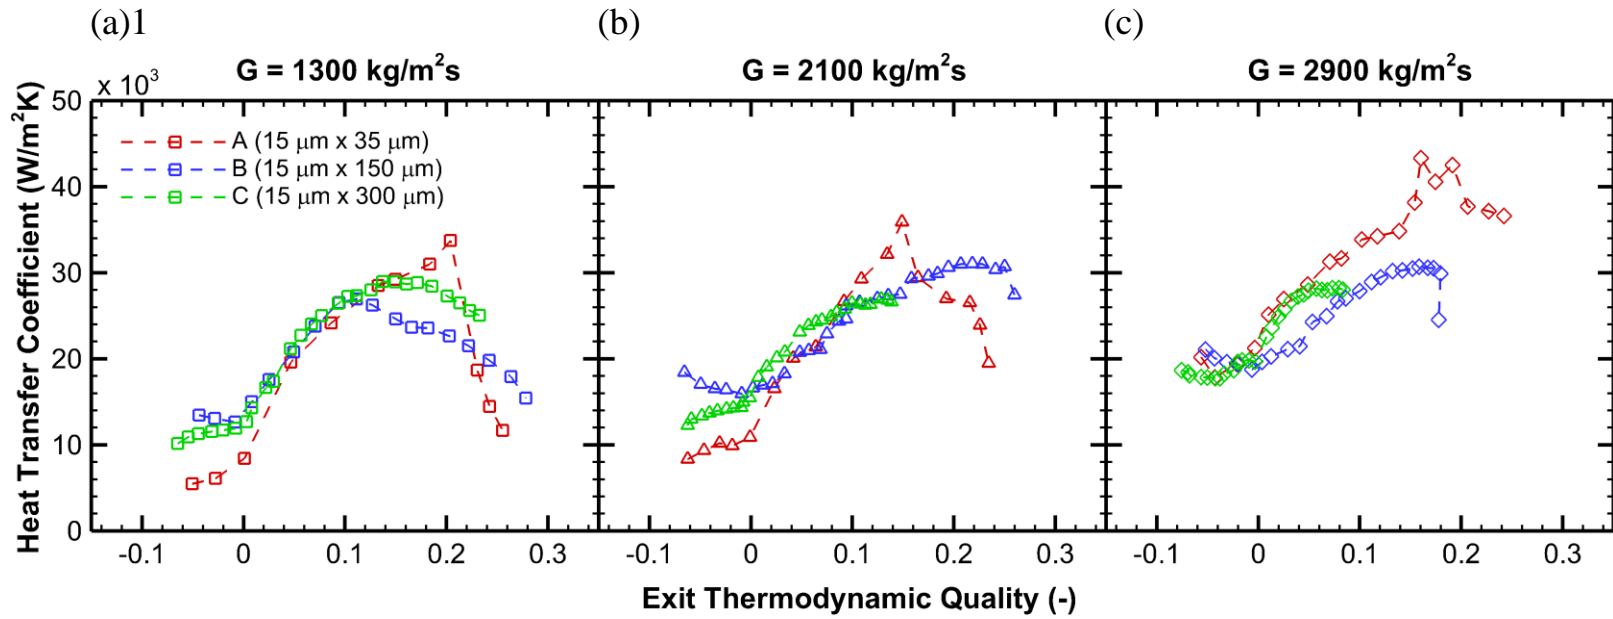 (a)1
(b)
(c)
x 10³
G = 1300 kg/m²s
G = 2100 kg/m²s
G = 2900 kg/m²s
Heat Transfer Coefficient (W/m²K)
50
40
30
20
10
0
A (15 μm x 35 μm)
B (15 μm x 150 μm)
C (15 μm x 300 μm)
-0.1 0 0.1 0.2 0.3
-0.1 0 0.1 0.2 0.3
-0.1 0 0.1 0.2 0.3
Exit Thermodynamic Quality (-)